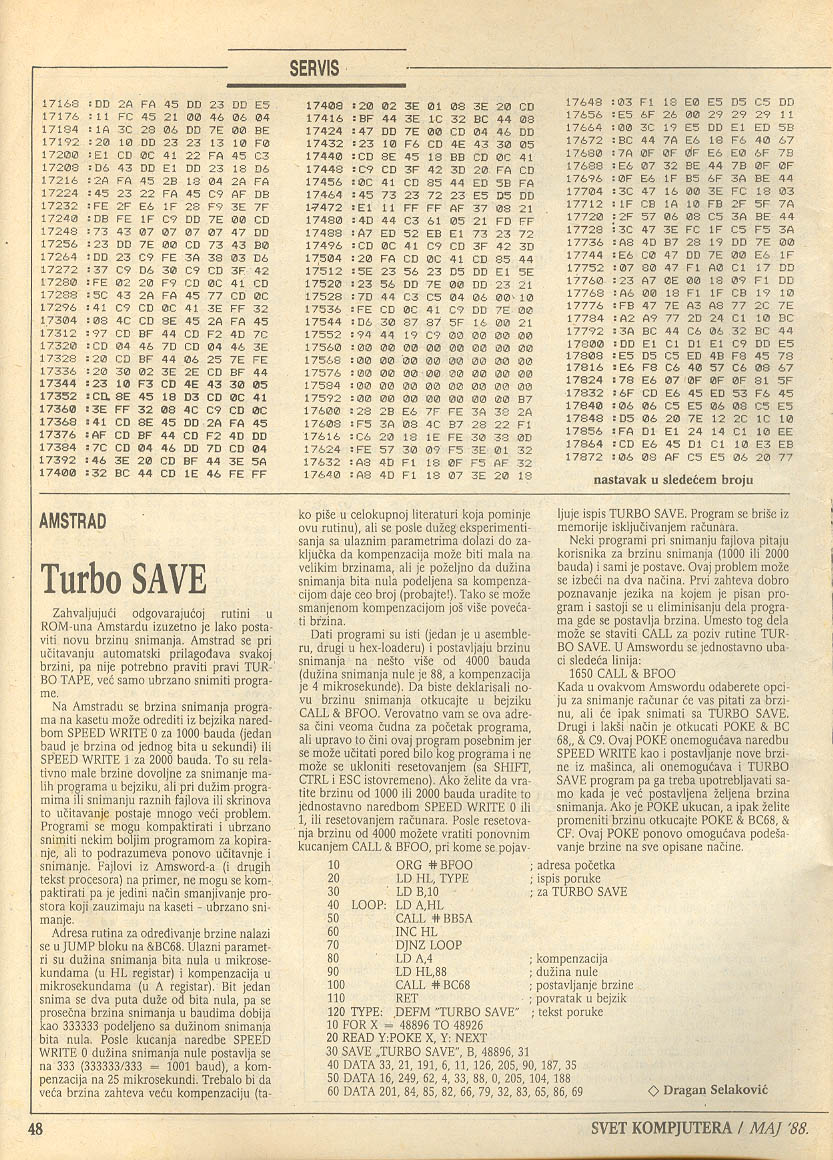 SERVIS
17168 :DD 2A FA 45 DD 23 DD E5
17176 :11 FC 45 21 00 46 06 04
17184 :1A 3C 28 06 DD 7E 00 BE
17192 :20 10 DD 23 23 13 10 F0
17200 :E1 CD 0C 41 22 FA 45 C3
17208 :D6 43 DD E1 DD 23 18 D6
17216 :2A FA 45 2B 18 04 2A FA
17224 :45 23 22 FA 45 C9 AF DB
17232 :FE 2F E6 1F 28 F9 3E 7F
17240 :DB FE 1F C9 DD 7E 00 CD
17248 :73 43 07 07 07 07 47 DD
17256 :23 DD 7E 00 CD 73 43 B0
17264 :DD 23 C9 FE 3A 38 03 D6
17272 :37 C9 D6 30 C9 CD 3F 42
17280 :FE 02 20 F9 CD 0C 41 CD
17288 :5C 43 2A FA 45 77 CD 0C
17296 :41 C9 CD 0C 41 3E FF 32
17304 :08 4C CD 8E 45 2A FA 45
17312 :97 CD BF 44 CD F2 4D 7C
17320 :CD 04 46 7D CD 04 46 3E
17328 :20 CD BF 44 06 25 7E FE
17336 :20 30 02 3E 2E CD BF 44
17344 :23 10 F3 CD 4E 43 30 05
17352 :CD 8E 45 18 D3 CD 0C 41
17360 :3E FF 32 08 4C C9 CD 0C
17368 :41 CD 8E 45 DD 2A FA 45
17376 :AF CD BF 44 CD F2 4D DD
17384 :7C CD 04 46 DD 7D CD 04
17392 :46 3E 20 CD BF 44 3E 5A
17400 :32 BC 44 CD 1E 46 FE FF
17408 :20 02 3E 01 08 3E 20 CD
17416 :BF 44 3E 1C 32 BC 44 08
17424 :47 DD 7E 00 CD 04 46 DD
17432 :23 10 F6 CD 4E 43 30 05
17440 :CD 8E 45 18 BB CD 0C 41
17448 :C9 CD 3F 42 3D 20 FA CD
17456 :0C 41 CD 85 44 ED 5B FA
17464 :45 73 23 72 23 E5 D5 DD
17472 :E1 11 FF FF AF 37 08 21
17480 :4D 44 C3 61 05 21 FD FF
17488 :A7 ED 52 EB E1 73 23 72
17496 :CD 0C 41 C9 CD 3F 42 3D
17504 :20 FA CD 0C 41 CD 85 44
17512 :5E 23 56 23 D5 DD E1 5E
17520 :23 56 DD 7E 00 DD 23 21
17528 :7D 44 C3 C5 04 06 00 10
17536 :FE CD 0C 41 C9 DD 7E 00
17544 :D6 30 87 87 5F 16 00 21
17552 :94 44 19 C9 00 00 00 00
17560 :00 00 00 00 00 00 00 00
17568 :00 00 00 00 00 00 00 00
17576 :00 00 00 00 00 00 00 00
17584 :00 00 00 00 00 00 00 00
17592 :00 00 00 00 00 00 00 B7
17600 :28 2B E6 7F FE 3A 38 2A
17608 :F5 3A 08 4C B7 28 22 F1
17616 :C6 20 18 1E FE 30 38 0D
17624 :FE 57 30 09 F5 3E 01 32
17632 :A8 4D F1 18 0F F5 AF 32
17640 :A8 4D F1 18 07 3E 20 18
17648 :03 F1 18 E0 E5 D5 C5 DD
17656 :E5 6F 26 00 29 29 29 11
17664 :00 3C 19 E5 DD E1 ED 5B
17672 :BC 44 7A E6 18 F6 40 67
17680 :7A 0F 0F 0F E6 E0 6F 7B
17688 :E6 07 32 BE 44 7B 0F 0F
17696 :0F E6 1F B5 6F 3A BE 44
17704 :3C 47 16 00 3E FC 18 03
17712 :1F CB 1A 10 FB 2F 5F 7A
17720 :2F 57 06 08 C5 3A BE 44
17728 :3C 47 3E FC 1F C5 F5 3A
17736 :A8 4D B7 28 19 DD 7E 00
17744 :E6 C0 47 DD 7E 00 E6 1F
17752 :07 80 47 F1 A0 C1 17 DD
17760 :23 A7 0E 00 18 09 F1 DD
17768 :A6 00 18 F1 1F CB 19 10
17776 :FB 47 7E A3 A8 77 2C 7E
17784 :A2 A9 77 2D 24 C1 10 BC
17792 :3A BC 44 C6 06 32 BC 44
17800 :DD E1 C1 D1 E1 C9 DD E5
17808 :E5 D5 C5 ED 4B F8 45 78
17816 :E6 F8 C6 40 57 C6 08 67
17824 :78 E6 07 0F 0F 0F 81 5F
17832 :6F CD E6 45 ED 53 F6 45
17840 :06 06 C5 E5 06 08 C5 E5
17848 :D5 06 20 7E 12 2C 1C 10
17856 :FA D1 E1 24 14 C1 10 EE
17864 :CD E6 45 D1 C1 10 E3 EB
17872 :06 08 AF C5 E5 06 20 77
nastavak u sledećem broju
AMSTRAD
Turbo SAVE
Zahvaljujući odgovarajućoj rutini u
ROM-una Amstardu izuzetno je lako posta-
viti novu brzinu snimanja. Amstrad se pri
učitavanju automatski prilagođava svakoj
brzini, pa nije potrebno praviti pravi TUR-
BO TAPE, već samo ubrzano snimiti progra-
me.
Na Amstradu se brzina snimanja progra-
ma na kasetu može odrediti iz bejzika nared-
bom SPEED WRITE 0 za 1000 bauda (jedan
baud je brzina od jednog bita u sekundi) ili
SPEED WRITE 1 za 2000 bauda. To su rela-
tivno male brzine dovoljne za snimanje ma-
lih programa u bejziku, ali pri dužim progra-
mima ili snimanju raznih fajlova ili skrinova
to učitavanje postaje mnogo veći problem.
Programi se mogu kompaktirati i ubrzano
snimiti nekim boljim programom za kopira-
nje, ali to podrazumeva ponovo učitavnje i
snimanje. Fajlovi iz Amsword-a (i drugih
tekst procesora) na primer, ne mogu se kom-
paktirati pa je jedini način smanjivanje pro-
stora koji zauzimaju na kaseti – ubrzano sni-
manje.
Adresa rutina za određivanje brzine nalazi
se u JUMP bloku na &BC68. Ulazni paramet-
ri su dužina snimanja bita nula u mikrose-
kundama (u HL registar) i kompenzacija u
mikrosekundama (u A registar). Bit jedan
snima se dva puta duže od bita nula, pa se
prosečna brzina snimanja u baudima dobija
kao 333333 podeljeno sa dužinom snimanja
bita nula. Posle kucanja naredbe SPEED
WRITE 0 dužina snimanja nule postavlja se
na 333 (333333/333 = 1001 baud), a kom-
penzacija na 25 mikrosekundi. Trebalo bi da
veća brzina zahteva veću kompenzaciju (ta-
ko piše u celokupnoj literaturi koja pominje
ovu rutinu), ali se posle dužeg eksperimenti-
sanja sa ulaznim parametrima dolazi do za-
ključka da kompenzacija može biti mala na
velikim brzinama, ali je poželjno da dužina
snimanja bita nula podeljena sa kompenza-
cijom daje ceo broj (probajte!). Tako se može
smanjenom kompenzacijom još više poveća-
ti brzina.
Dati programi su isti (jedan je u asemble-
ru, drugi u hex-loaderu) i postavljaju brzinu
snimanja na nešto više od 4000 bauda
(dužina snimanja nule je 88, a kompenzacija
je 4 mikrosekunde). Da biste deklarisali no-
vu brzinu snimanja otkucajte u bejziku
CALL & BFOO. Verovatno vam se ova adre-
sa čini veoma čudna za početak programa,
ali upravo to čini ovaj program posebnim jer
se može učitati pored bilo kog programa i ne
može se ukloniti resetovanjem (sa SHIFT,
CTRL i ESC istovremeno). Ako želite da vra-
tite brzinu od 1000 ili 2000 bauda uradite to
jednostavno naredbom SPEED WRITE 0 ili
1, ili resetovanjem računara. Posle resetova-
nja brzinu od 4000 možete vratiti ponovnim
kucanjem CALL & BFOO, pri kome se pojav-
ljuje ispis TURBO SAVE. Program se briše iz
memorije isključivanjem računara.
Neki programi pri snimanju fajlova pitaju
korisnika za brzinu snimanja (1000 ili 2000
bauda) i sami je postave. Ovaj problem može
se izbeći na dva načina. Prvi zahteva dobro
poznavanje jezika na kojem je pisan pro-
gram i sastoji se u eliminisanju dela progra-
ma gde se postavlja brzina. Umesto tog dela
može se staviti CALL za poziv rutine TUR-
BO SAVE. U Amswordu se jednostavno uba-
ci sledeća linija:
1650 CALL & BFOO
Kada u ovakvom Amswordu odaberete opci-
ju za snimanje računar će vas pitati za brzi-
nu, ali će ipak snimati sa TURBO SAVE.
Drugi i lakši način je otkucati POKE & BC
68,, & C9. Ovaj POKE onemogućava naredbu
SPEED WRITE kao i postavljanje nove brzi-
ne iz mašinca, ali onemogućava i TURBO
SAVE program pa ga treba upotrebljavati sa-
mo kada je već postavljena željena brzina
snimanja. Ako je POKE ukucan, a ipak želite
promeniti brzinu otkucajte POKE & BC68, &
CF. Ovaj POKE ponovo omogućava podeša-
vanje brzine na sve opisane načine.
10 ORG #BFOO ; adresa početka
20 LD HL, TYPE ; ispis poruke
30 LD B,10 ; za TURBO SAVE
40 LOOP: LD A,HL
50 CALL #BB5A
60 INC HL
70 DJNZ LOOP
80 LD A,4 ; kompenzacija
90 LD HL,88 ; dužina nule
100 CALL #BC68 ; postavljanje brzine
110 RET ; povratak u bejzik
120 TYPE: DEFM "TURBO SAVE" ; tekst poruke
10 FOR X = 48896 TO 48926
20 READ Y:POKE X, Y: NEXT
30 SAVE „TURBO SAVE", B, 48896, 31
40 DATA 33, 21, 191, 6, 11, 126, 205, 90, 187, 35
50 DATA 16, 249, 62, 4, 33, 88, 0, 205, 104, 188
60 DATA 201, 84, 85, 82, 66, 79, 32, 83, 65, 86, 69
◇ Dragan Selaković
48
SVET KOMPJUTERA / MAJ '88.